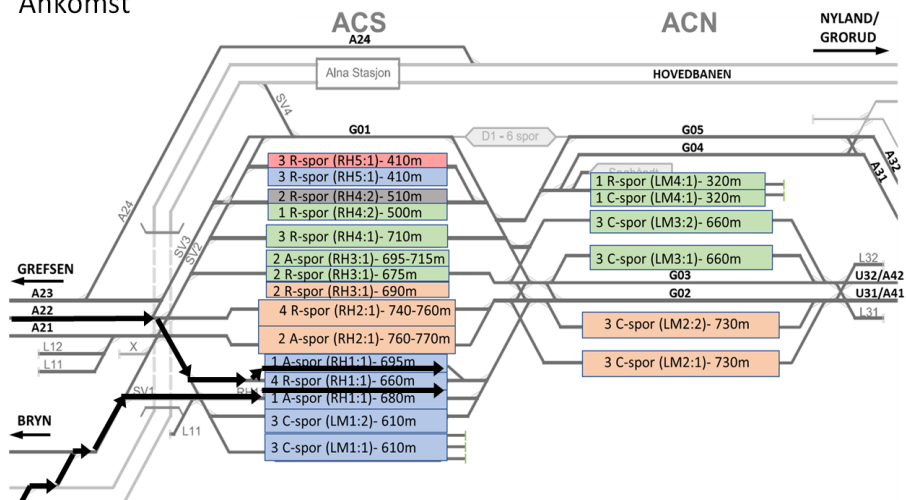 Ankomst
ACS
ACN
NYLAND/
GRORUD
A24
Alna Stasjon
HOVEDBANEN
SV4
G01
D1 - 6 spor
G05
G04
A32
A31
3 R-spor (RH5:1)- 410m
3 R-spor (RH5:1)- 410m
2 R-spor (RH4:2)- 510m
1 R-spor (RH4:2)- 500m
3 R-spor (RH4:1)- 710m
2 A-spor (RH3:1)- 695-715m
2 R-spor (RH3:1)- 675m
2 R-spor (RH3:1)- 690m
4 R-spor (RH2:1)- 740-760m
2 A-spor (RH2:1)- 760-770m
1 A-spor (RH1:1)- 695m
4 R-spor (RH1:1)- 660m
1 A-spor (RH1:1)- 680m
3 C-spor (LM1:2)- 610m
3 C-spor (LM1:1)- 610m
1 R-spor (LM4:1)- 320m
1 C-spor (LM4:1)- 320m
3 C-spor (LM3:2)- 660m
3 C-spor (LM3:1)- 660m
G03
G02
3 C-spor (LM2:2)- 730m
3 C-spor (LM2:1)- 730m
L32
U32/A42
U31/A41
L31
A24
SV3
SV2
GREFSEN
A23
A22
A21
L12
L11
X
SV1
BRYN
L11